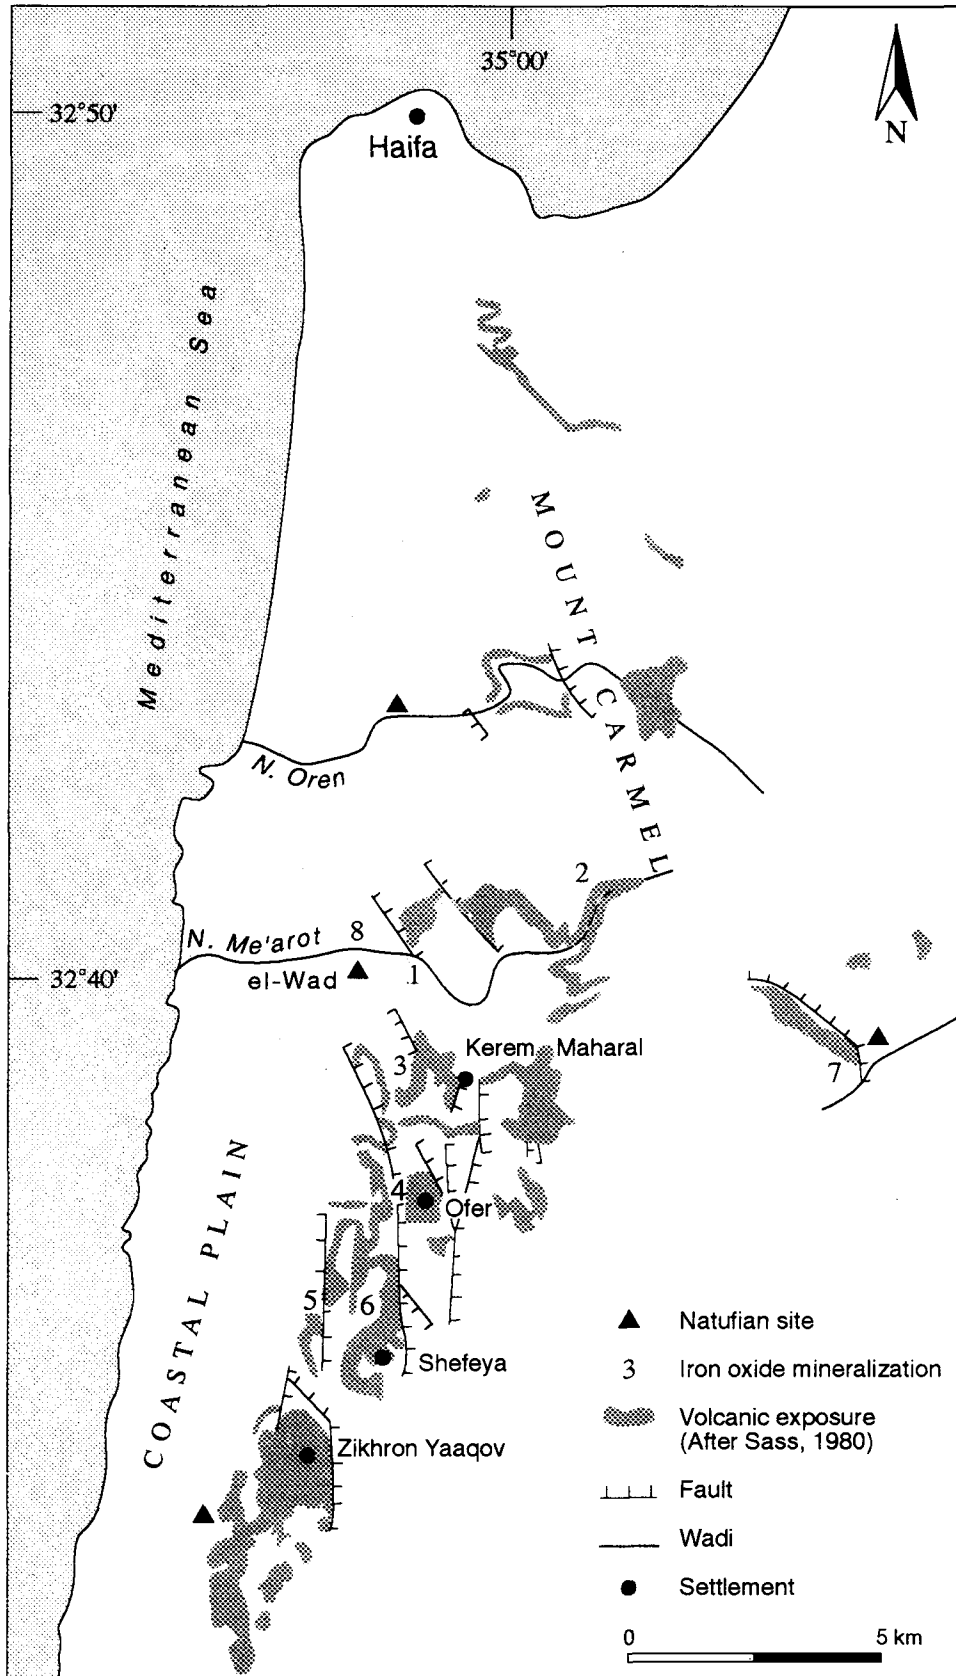 35°00'
32°50'
N
Haifa
Mediterranean Sea
MOUNT CARMEL
N. Oren
2
N. Me'arot
8
el-Wad
1
32°40'
Kerem Maharal
3
7
4
Ofer
COASTAL PLAIN
5
6
Shefeya
Zikhron Yaaqov
Natufian site
3 Iron oxide mineralization
Volcanic exposure
(After Sass, 1980)
Fault
Wadi
Settlement
0 5 km